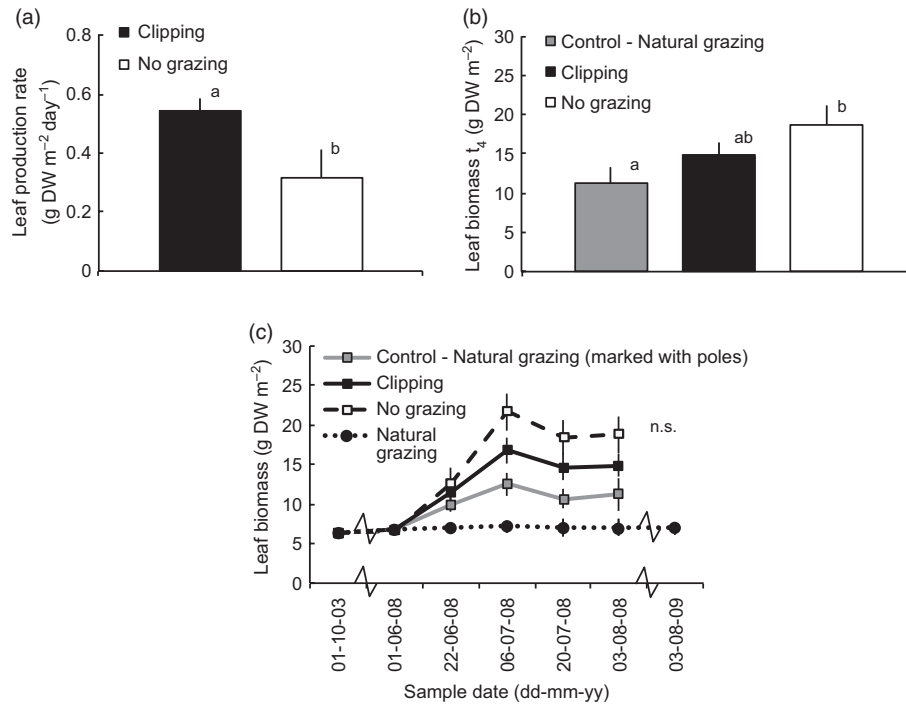 (a)
Clipping
No grazing
Leaf production rate
(g DW m−2 day−1)
0.8
0.6
0.4
0.2
0
a
b
(b)
Control - Natural grazing
Clipping
No grazing
Leaf biomass t4 (g DW m−2)
30
25
20
15
10
5
0
a
ab
b
(c)
Control - Natural grazing (marked with poles)
Clipping
No grazing
Natural
grazing
n.s.
Leaf biomass (g DW m−2)
30
25
20
15
10
5
0
01-10-03
01-06-08
22-06-08
06-07-08
20-07-08
03-08-08
03-08-09
Sample date (dd-mm-yy)